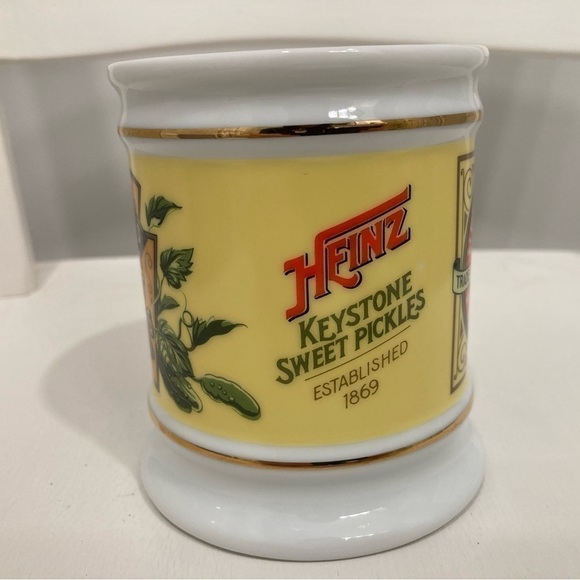 HEINZ
KEYSTONE
SWEET PICKLES
ESTABLISHED
1869